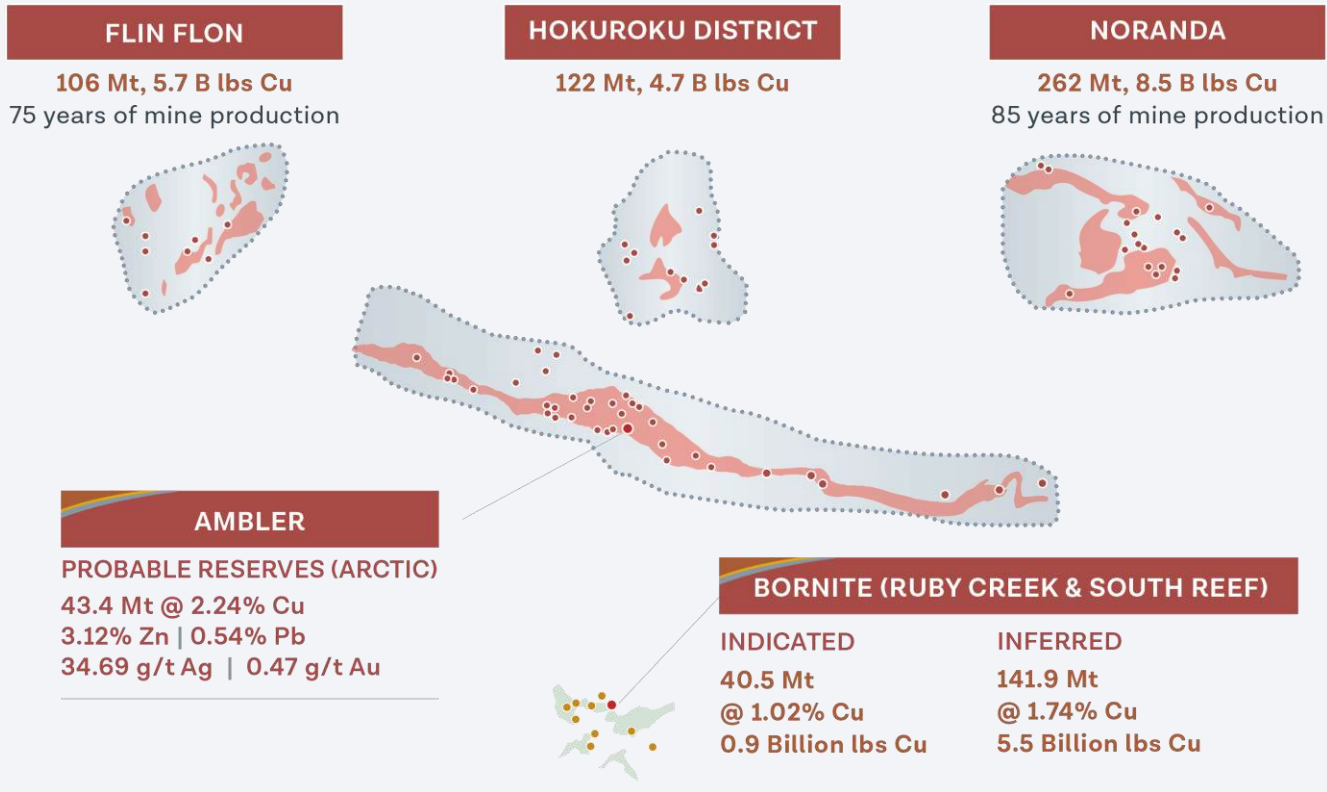 FLIN FLON
106 Mt, 5.7 B lbs Cu
75 years of mine production
HOKUROKU DISTRICT
122 Mt, 4.7 B lbs Cu
NORANDA
262 Mt, 8.5 B lbs Cu
85 years of mine production
AMBLER
PROBABLE RESERVES (ARCTIC)
43.4 Mt @ 2.24% Cu
3.12% Zn | 0.54% Pb
34.69 g/t Ag | 0.47 g/t Au
BORNITE (RUBY CREEK & SOUTH REEF)
INDICATED
40.5 Mt
@ 1.02% Cu
0.9 Billion lbs Cu
INFERRED
141.9 Mt
@ 1.74% Cu
5.5 Billion lbs Cu